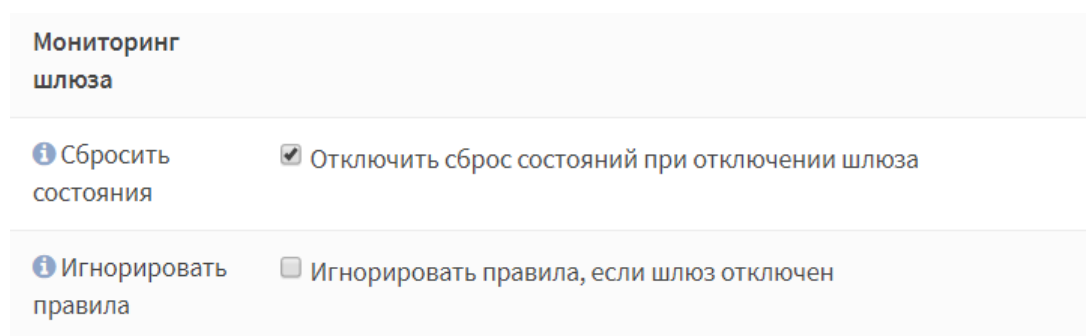 Мониторинг
шлюза
Сбросить
состояния
Отключить сброс состояний при отключении шлюза
Игнорировать
правила
Игнорировать правила, если шлюз отключен